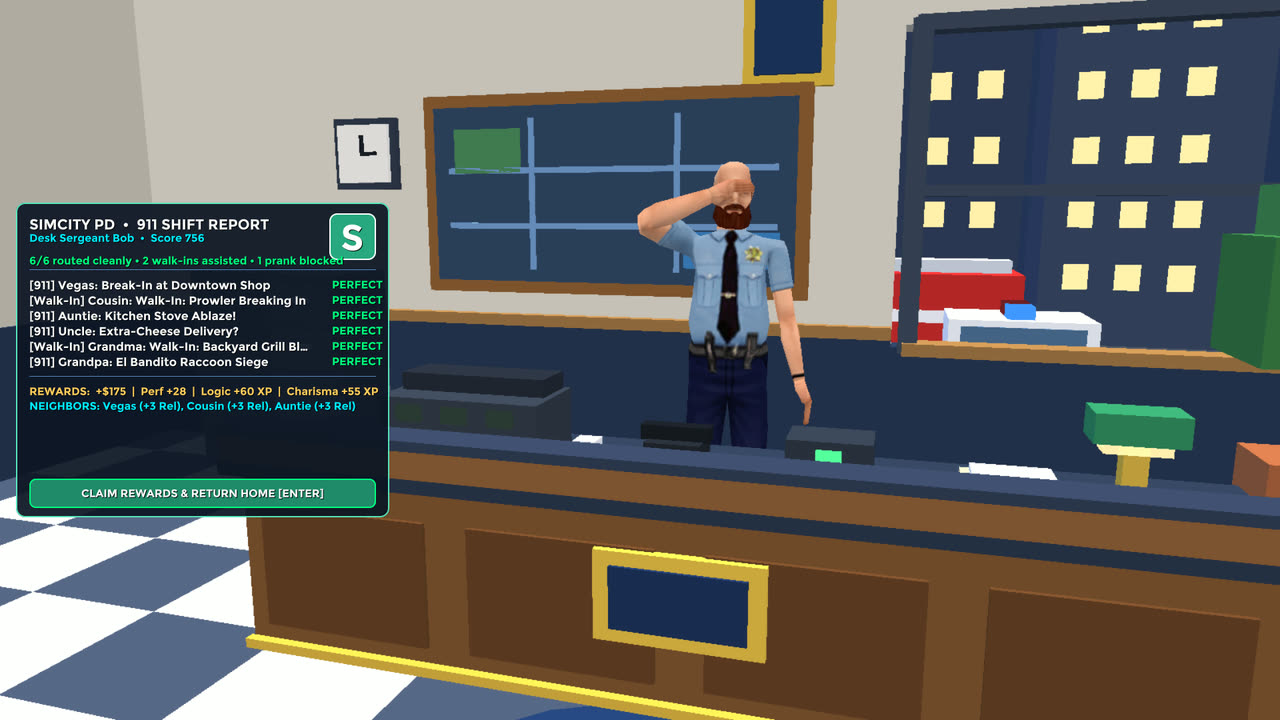 SIMCITY PD • 911 SHIFT REPORT
Desk Sergeant Bob • Score 756
S
6/6 routed cleanly • 2 walk-ins assisted • 1 prank blocked
[911] Vegas: Break-In at Downtown Shop PERFECT
[Walk-In] Cousin: Walk-In: Prowler Breaking In PERFECT
[911] Auntie: Kitchen Stove Ablaze! PERFECT
[911] Uncle: Extra-Cheese Delivery? PERFECT
[Walk-In] Grandma: Walk-In: Backyard Grill Bl... PERFECT
[911] Grandpa: El Bandito Raccoon Siege PERFECT
REWARDS: +$175 | Perf +28 | Logic +60 XP | Charisma +55 XP
NEIGHBORS: Vegas (+3 Rel), Cousin (+3 Rel), Auntie (+3 Rel)
CLAIM REWARDS & RETURN HOME [ENTER]